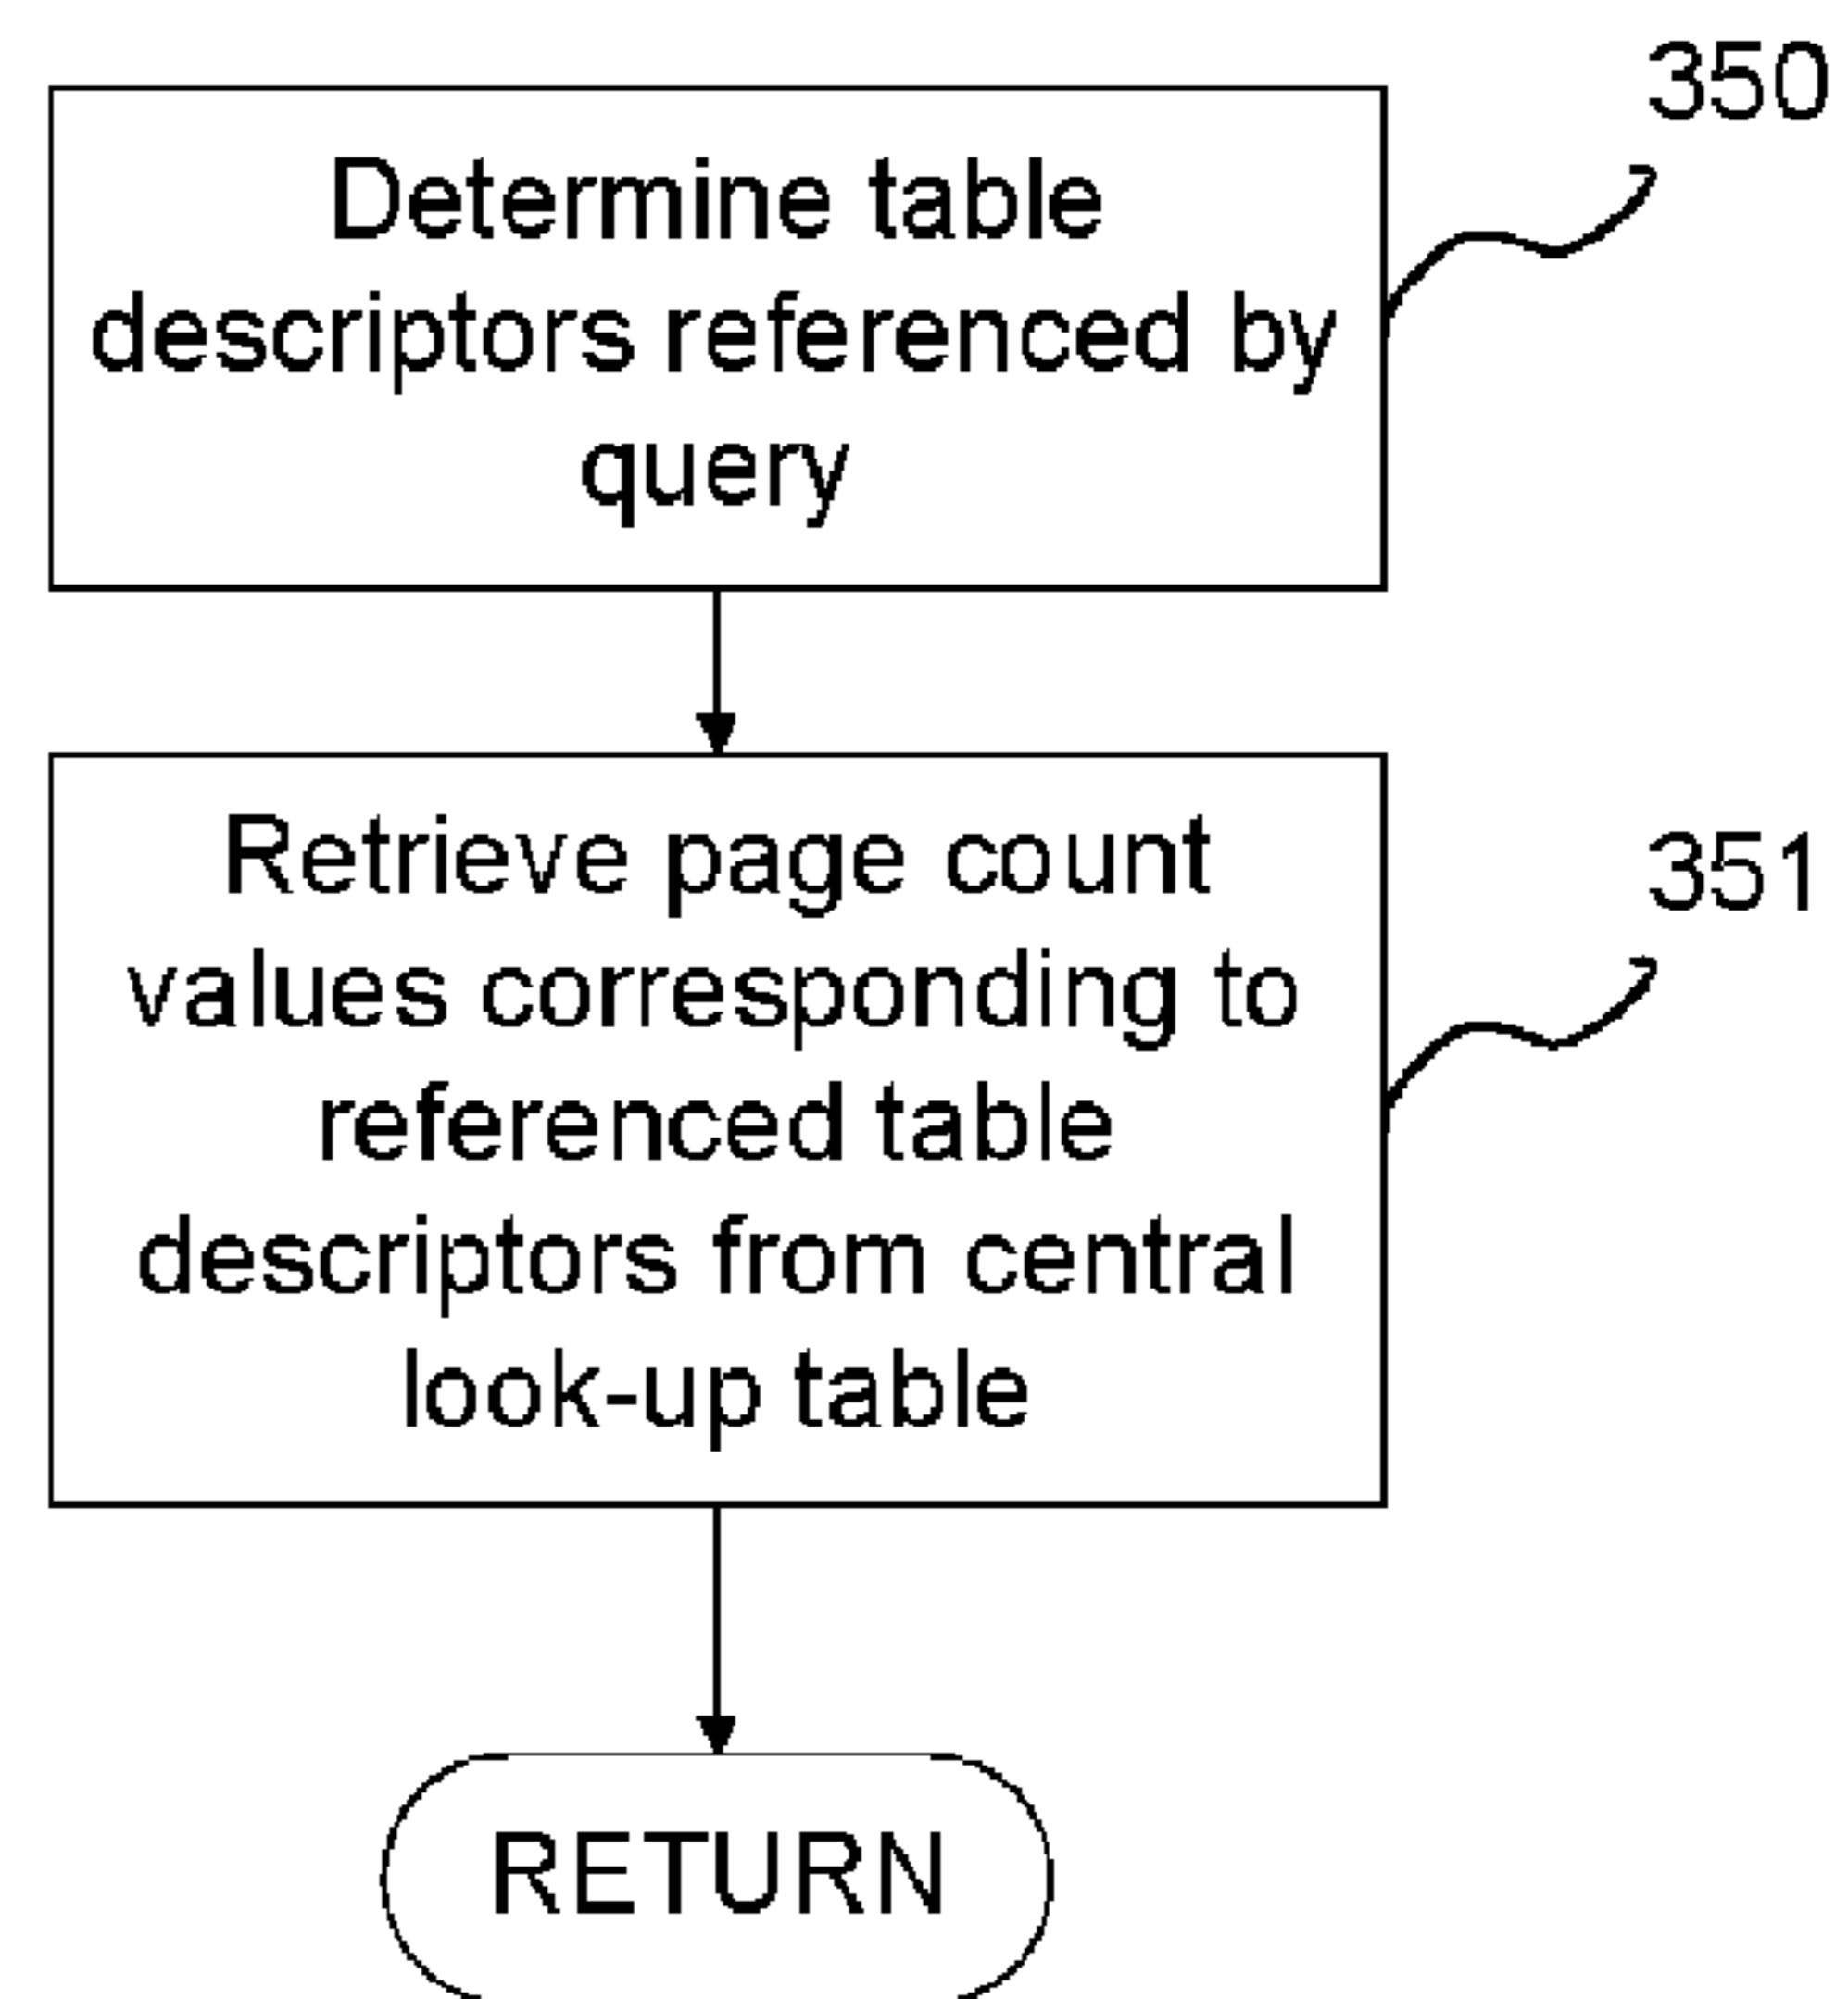 350
Determine table
descriptors referenced by
query
Retrieve page count
values corresponding to
referenced table
descriptors from central
look-up table
351
RETURN